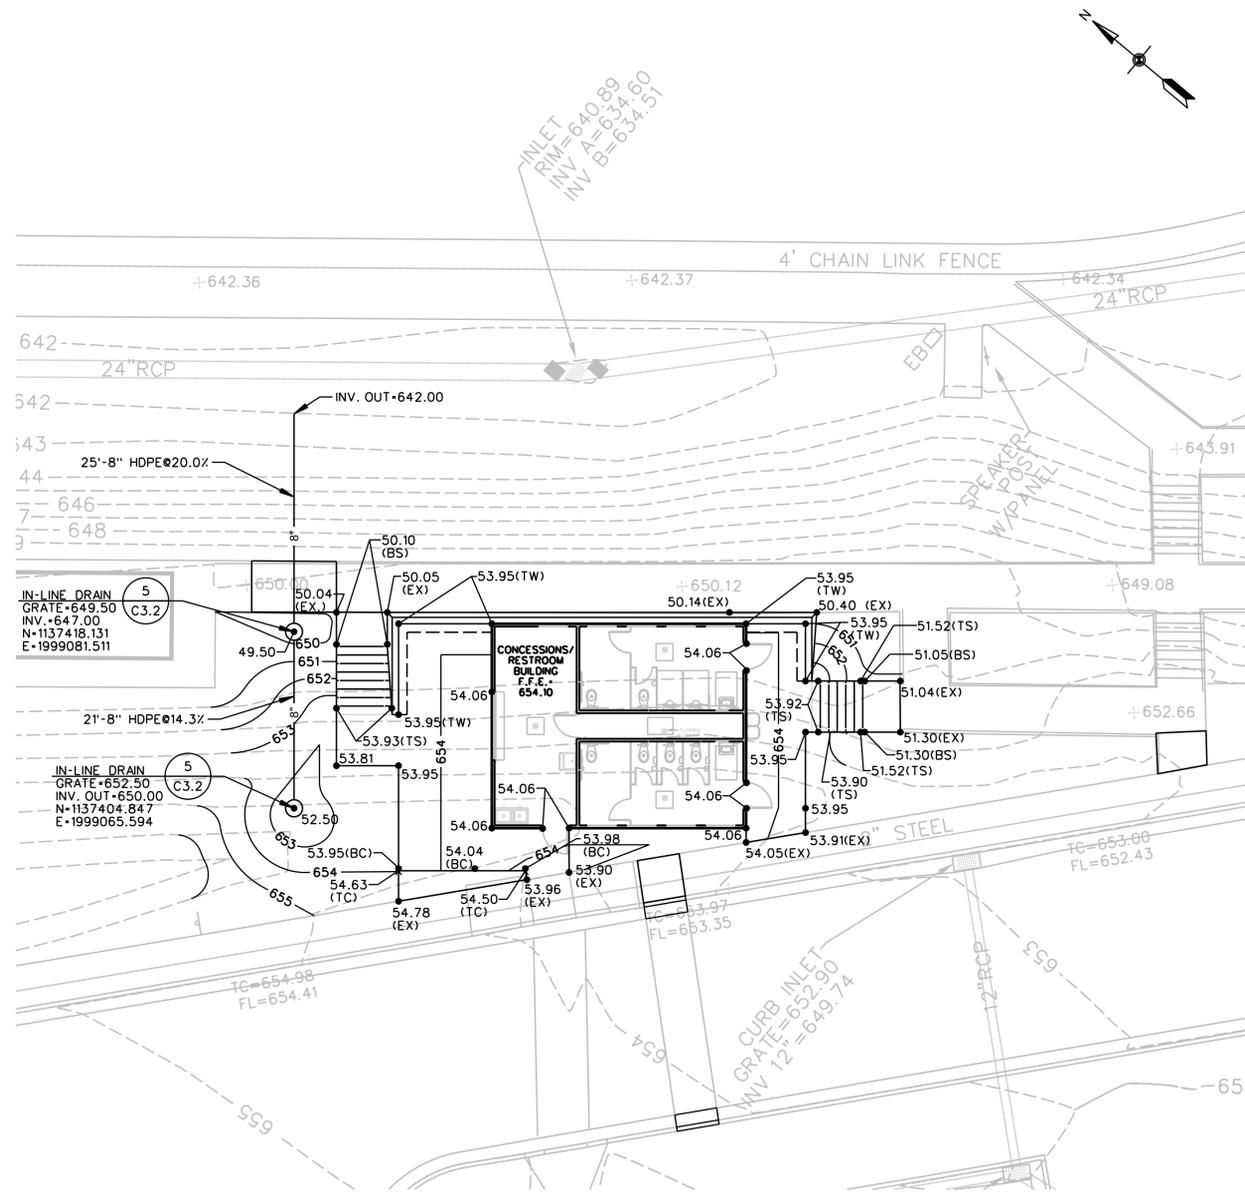 N
INLET
RIM=640.89
INV A=634.60
INV B=634.51
4' CHAIN LINK FENCE
642.36
642.37
642.34
24"RCP
642
24"RCP
EB
INV. OUT=642.00
542
543
643.91
25'-8" HDPE@20.0%
SPEAKER
POST
W/PANEL
44
646
7
648
9
8"
50.10
(BS)
650.00
650.12
649.08
50.05
(EX)
53.95(TW)
53.95
(TW)
IN-LINE DRAIN
GRATE=649.50
INV.=647.00
N=1137418.131
E=1999081.511
5
C3.2
50.04
(EX.)
50.14(EX)
50.40 (EX)
53.95
(TW)
51.52(TS)
49.50
650
651
652
CONCESSIONS/
RESTROOM
BUILDING
F.F.E.=
654.10
54.06
651
652
51.05(BS)
51.04(EX)
54.06
53.92
(TS)
652.66
21'-8" HDPE@14.3%
8"
653
53.95(TW)
53.93(TS)
654
654
51.30(EX)
51.30(BS)
51.52(TS)
53.95
53.81
53.95
IN-LINE DRAIN
GRATE=652.50
INV. OUT=650.00
N=1137404.847
E=1999065.594
5
C3.2
53.90
(TS)
54.06
54.06
53.95
52.50
653
54.06
54.06
8" STEEL
53.91(EX)
53.98
(BC)
54.05(EX)
53.95(BC)
54.04
(BC)
654
TC=653.00
FL=652.43
654
54.63
(TC)
53.90
(EX)
655
54.50
(TC)
53.96
(EX)
54.78
(EX)
TC=653.97
FL=653.35
TC=654.98
FL=654.41
CURB INLET
GRATE=652.90
INV 12"=649.74
12"RCP
653
654
655
65